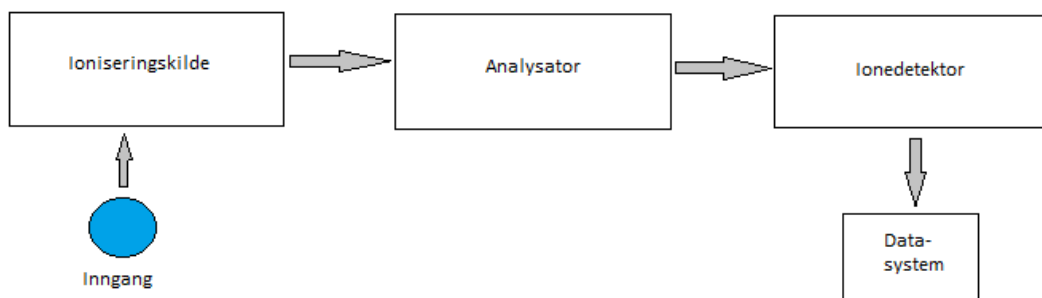 Ioniseringskilde
Analysator
Ionedetektor
Inngang
Data-
system